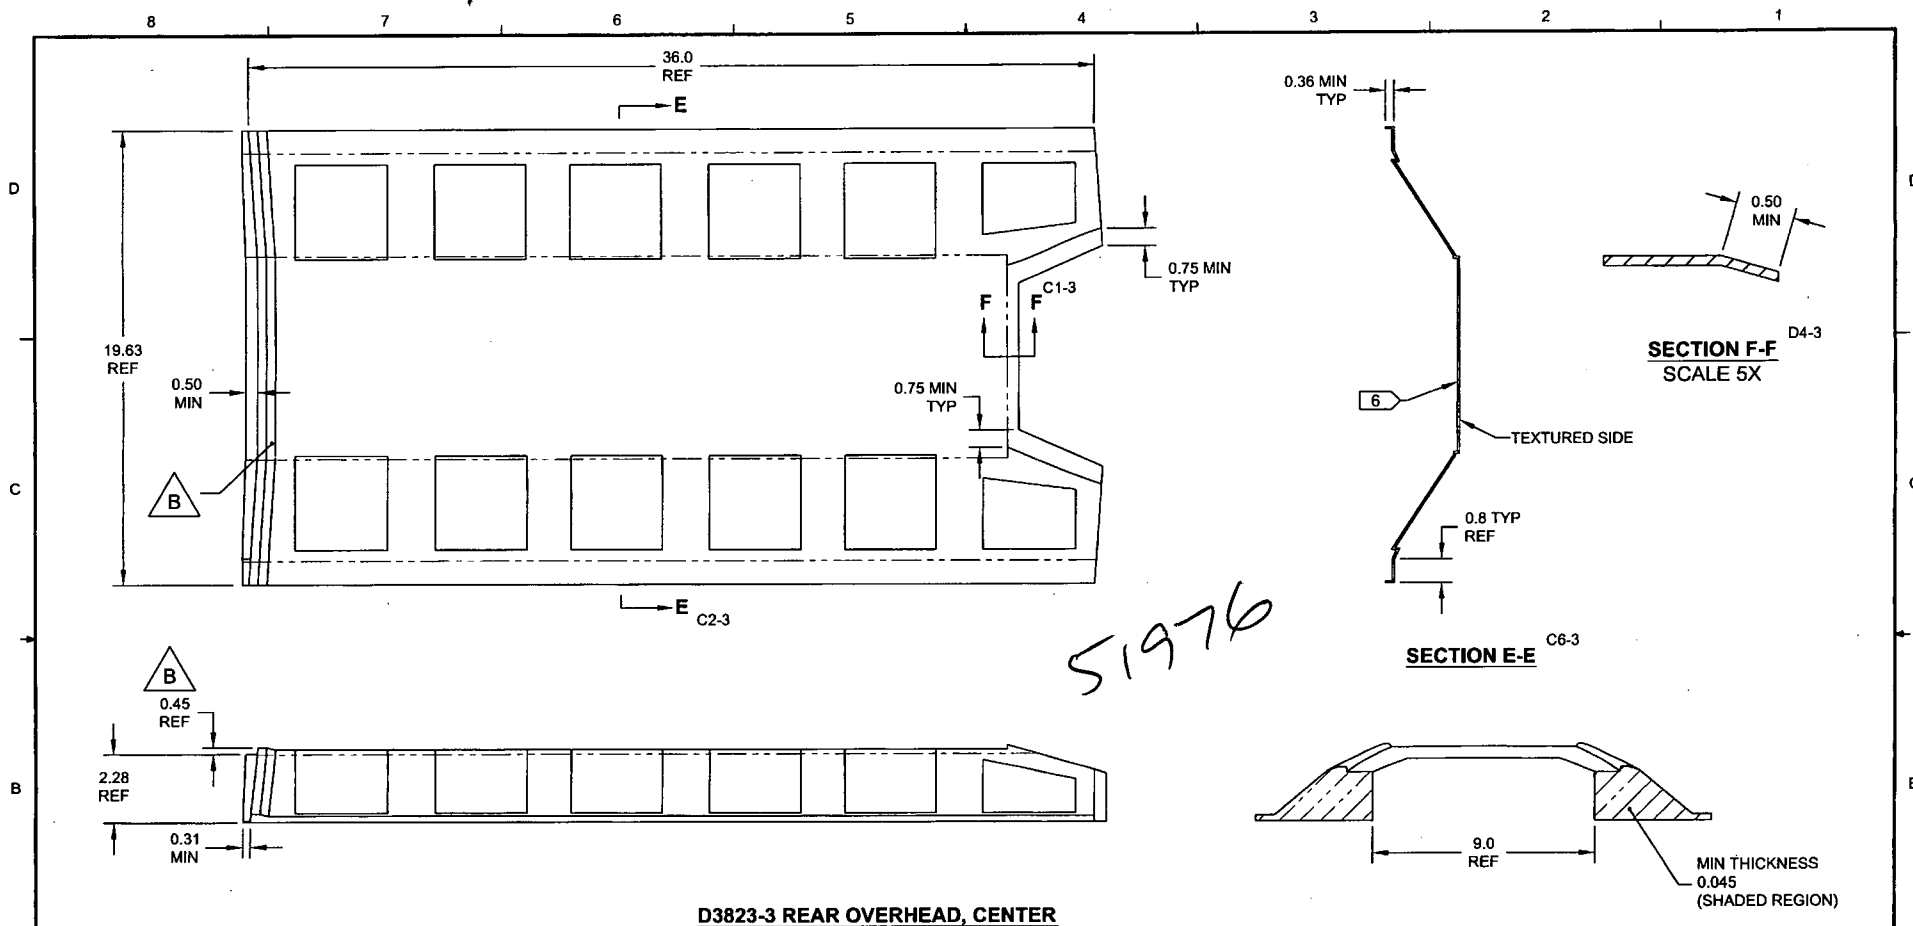 8 7 6 5 4 3 2 1
36.0
REF
E
0.36 MIN
TYP
D
0.50
MIN
0.75 MIN
TYP
C1-3
F F
19.63
REF
D4-3
SECTION F-F
SCALE 5X
0.50
MIN
0.75 MIN
TYP
6
TEXTURED SIDE
B
C
0.8 TYP
REF
E
C2-3
51976
C6-3
SECTION E-E
B
0.45
REF
2.28
REF
B
0.31
MIN
9.0
REF
MIN THICKNESS
0.045
(SHADED REGION)
D3823-3 REAR OVERHEAD, CENTER